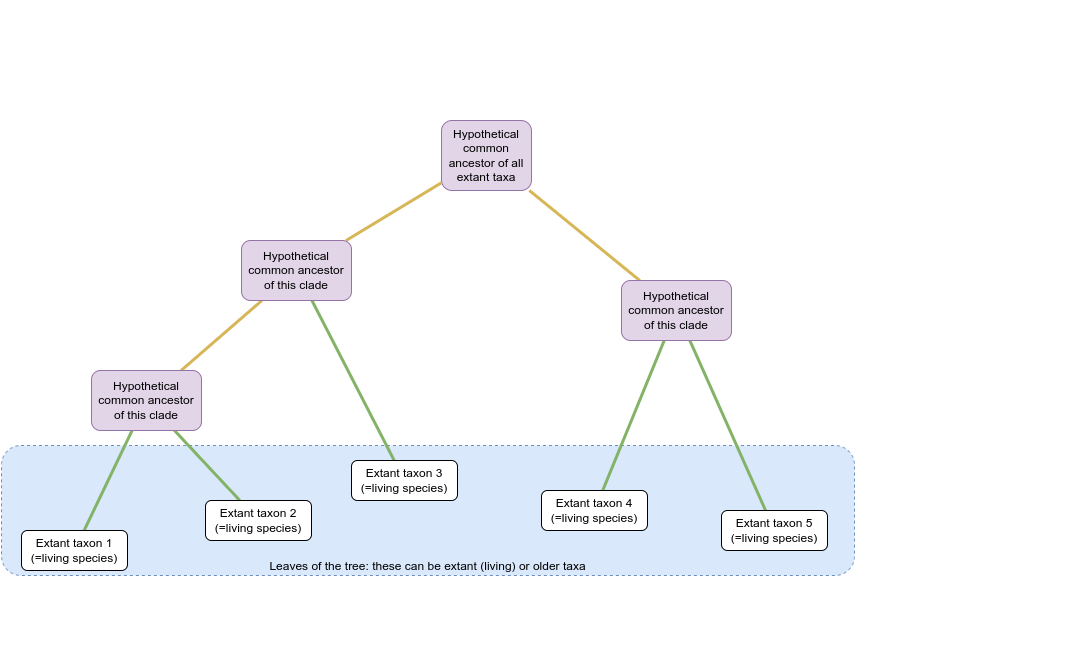 Hypothetical
common
ancestor of all
extant taxa
Hypothetical
common ancestor
of this clade
Hypothetical
common ancestor
of this clade
Hypothetical
common ancestor
of this clade
Extant taxon 3
(=living species)
Extant taxon 4
(=living species)
Extant taxon 2
(=living species)
Extant taxon 5
(=living species)
Extant taxon 1
(=living species)
Leaves of the tree: these can be extant (living) or older taxa